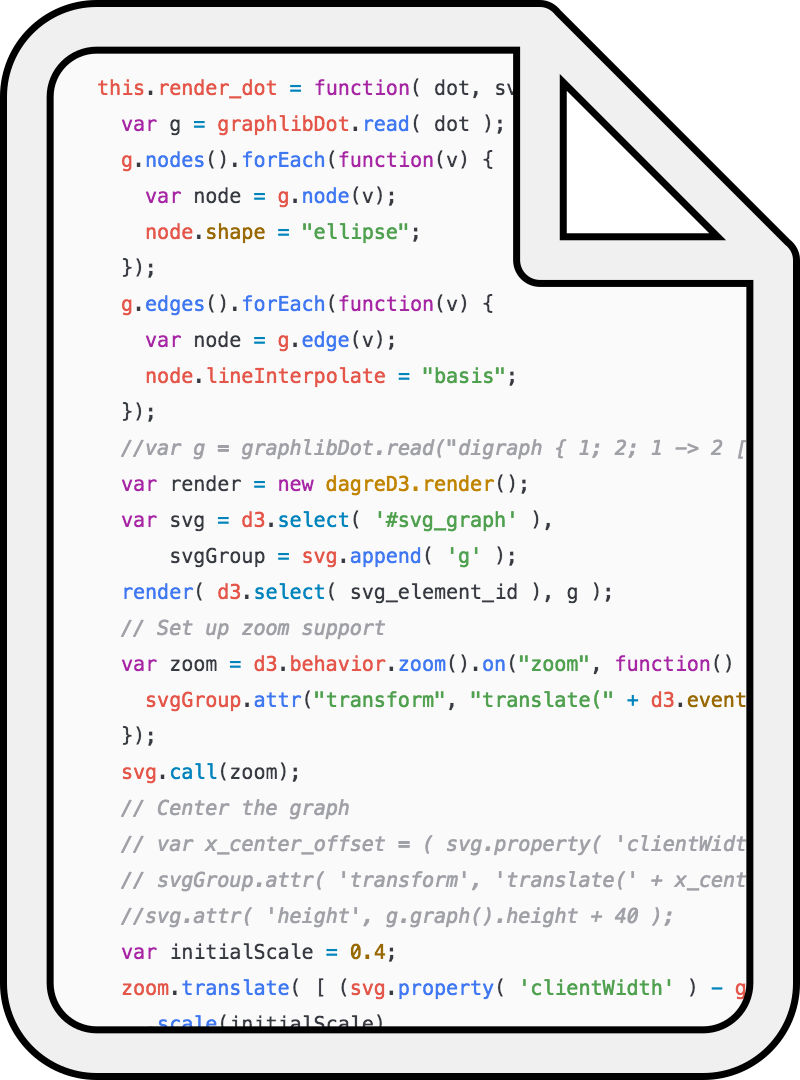 this.render_dot = function( dot, sv
var g = graphlibDot.read( dot );
g.nodes().forEach(function(v) {
var node = g.node(v);
node.shape = "ellipse";
});
g.edges().forEach(function(v) {
var node = g.edge(v);
node.lineInterpolate = "basis";
});
//var g = graphlibDot.read("digraph { 1; 2; 1 -> 2 [
var render = new dagreD3.render();
var svg = d3.select( '#svg_graph' ),
svgGroup = svg.append( 'g' );
render( d3.select( svg_element_id ), g );
// Set up zoom support
var zoom = d3.behavior.zoom().on("zoom", function()
svgGroup.attr("transform", "translate(" + d3.event
});
svg.call(zoom);
// Center the graph
// var x_center_offset = ( svg.property( 'clientWidt
// svgGroup.attr( 'transform', 'translate(' + x_cent
//svg.attr( 'height', g.graph().height + 40 );
var initialScale = 0.4;
zoom.translate( [ (svg.property( 'clientWidth' ) - g
.scale(initialScale)